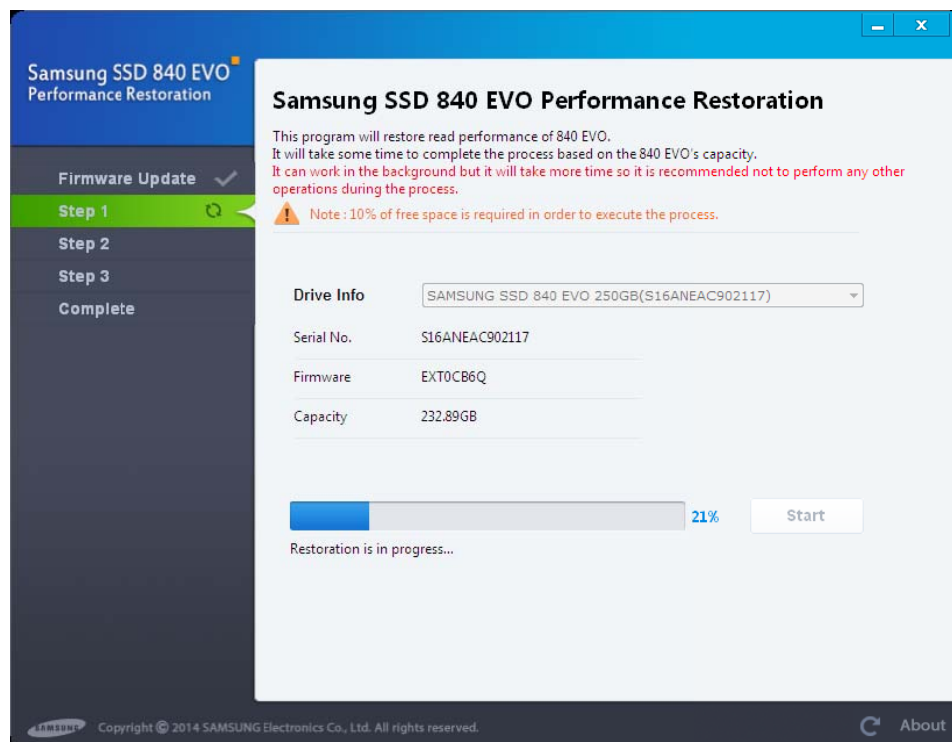 Samsung SSD 840 EVO
Performance Restoration
Firmware Update
Step 1
Step 2
Step 3
Complete
Samsung SSD 840 EVO Performance Restoration
This program will restore read performance of 840 EVO.
It will take some time to complete the process based on the 840 EVO's capacity.
It can work in the background but it will take more time so it is recommended not to perform any other
operations during the process.
Note : 10% of free space is required in order to execute the process.
Drive Info SAMSUNG SSD 840 EVO 250GB(S16ANEAC902117)
Serial No. S16ANEAC902117
Firmware EXT0CB6Q
Capacity 232.89GB
21% Start
Restoration is in progress...
SAMSUNG Copyright © 2014 SAMSUNG Electronics Co., Ltd. All rights reserved. About